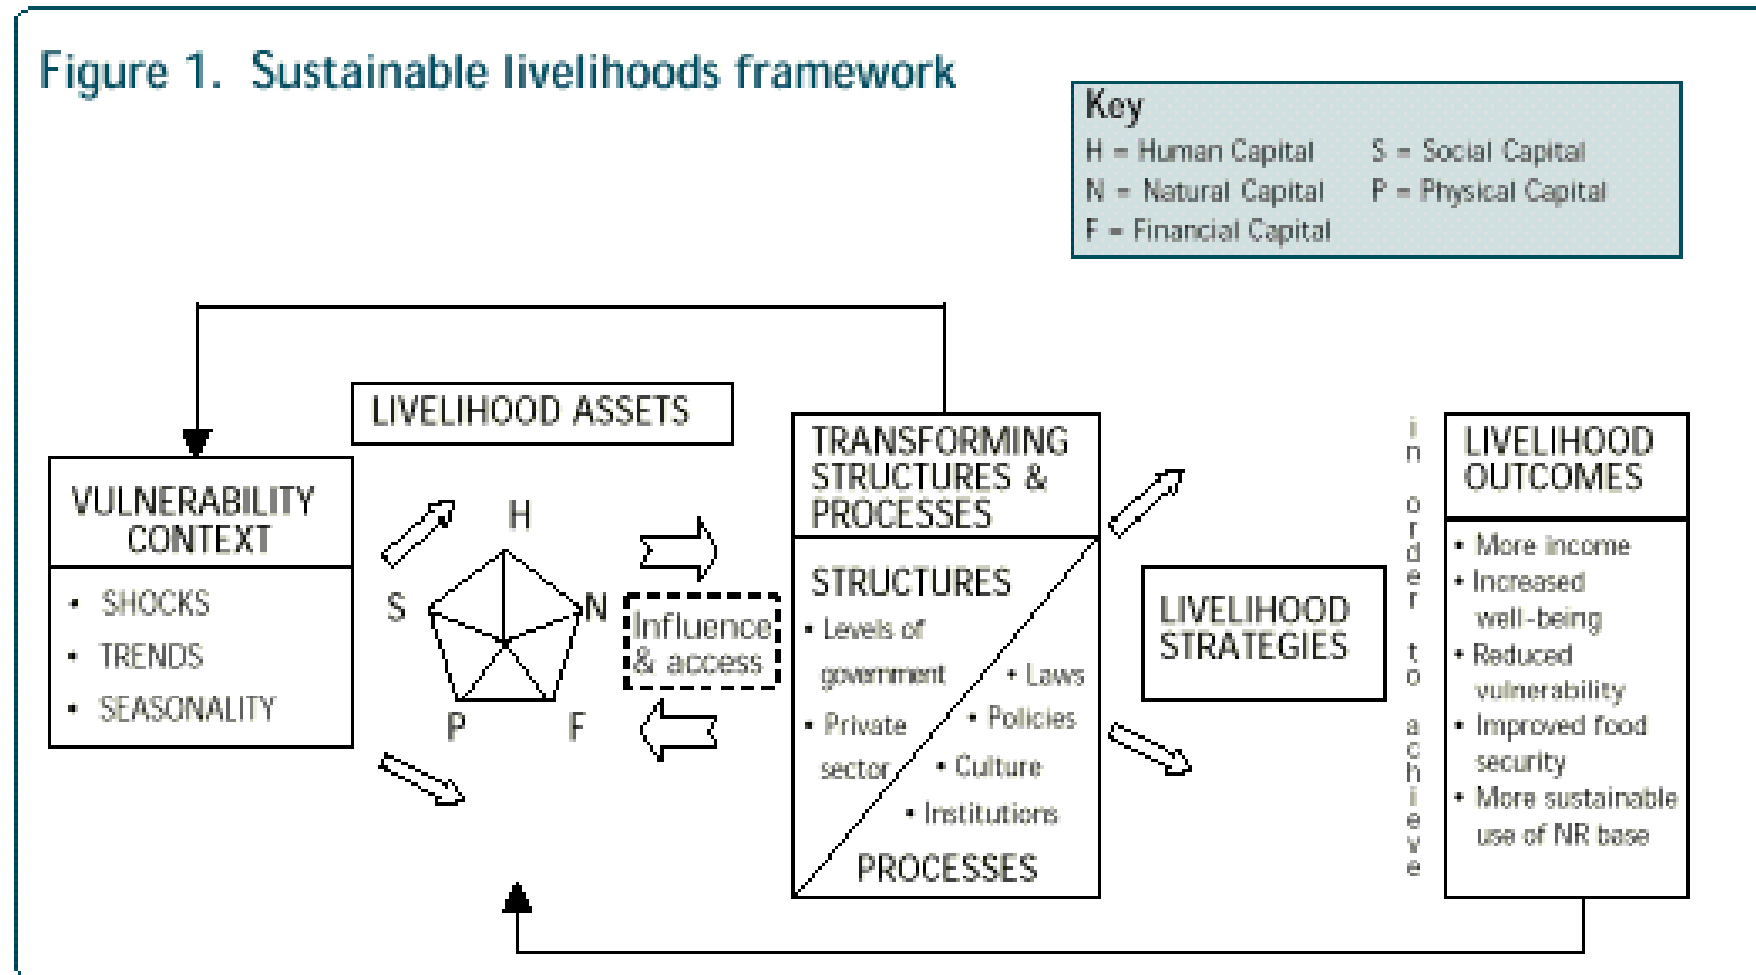 Figure 1. Sustainable livelihoods framework
Key
H = Human Capital S = Social Capital
N = Natural Capital P = Physical Capital
F = Financial Capital
LIVELIHOOD ASSETS
VULNERABILITY
CONTEXT
• SHOCKS
• TRENDS
• SEASONALITY
H
S
N
P
F
Influence
& access
TRANSFORMING
STRUCTURES &
PROCESSES
STRUCTURES
• Levels of
government
• Private
sector
• Laws
• Policies
• Culture
• Institutions
PROCESSES
LIVELIHOOD
STRATEGIES
in order to achieve
LIVELIHOOD
OUTCOMES
• More income
• Increased
well-being
• Reduced
vulnerability
• Improved food
security
• More sustainable
use of NR base